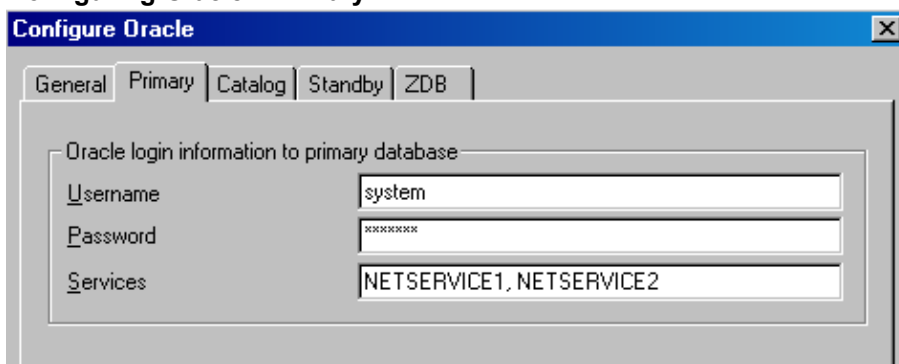 Configure Oracle
General Primary Catalog Standby ZDB
Oracle login information to primary database
Username system
Password *******
Services NETSERVICE1, NETSERVICE2